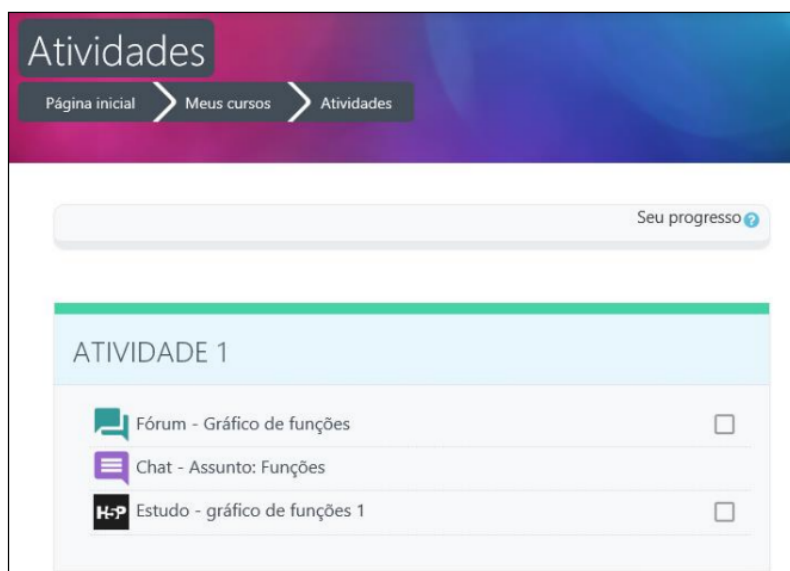 Atividades
Página inicial Meus cursos Atividades
Seu progresso ?
ATIVIDADE 1
Fórum - Gráfico de funções
Chat - Assunto: Funções
H-P Estudo - gráfico de funções 1